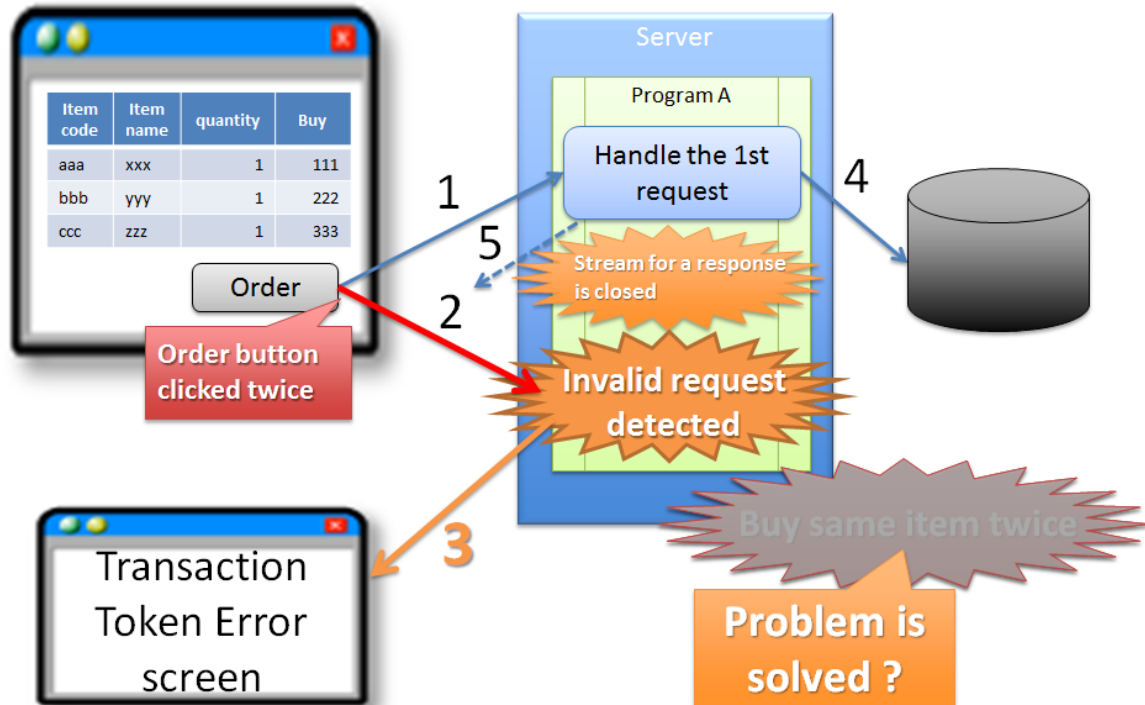 Server
Program A
Item code
Item name
quantity
Buy
aaa xxx 1 111
bbb yyy 1 222
ccc zzz 1 333
Order
Order button
clicked twice
1
Handle the 1st
request
4
5
Stream for a response
is closed
2
Invalid request
detected
3
Transaction
Token Error
screen
Buy same item twice
Problem is
solved ?